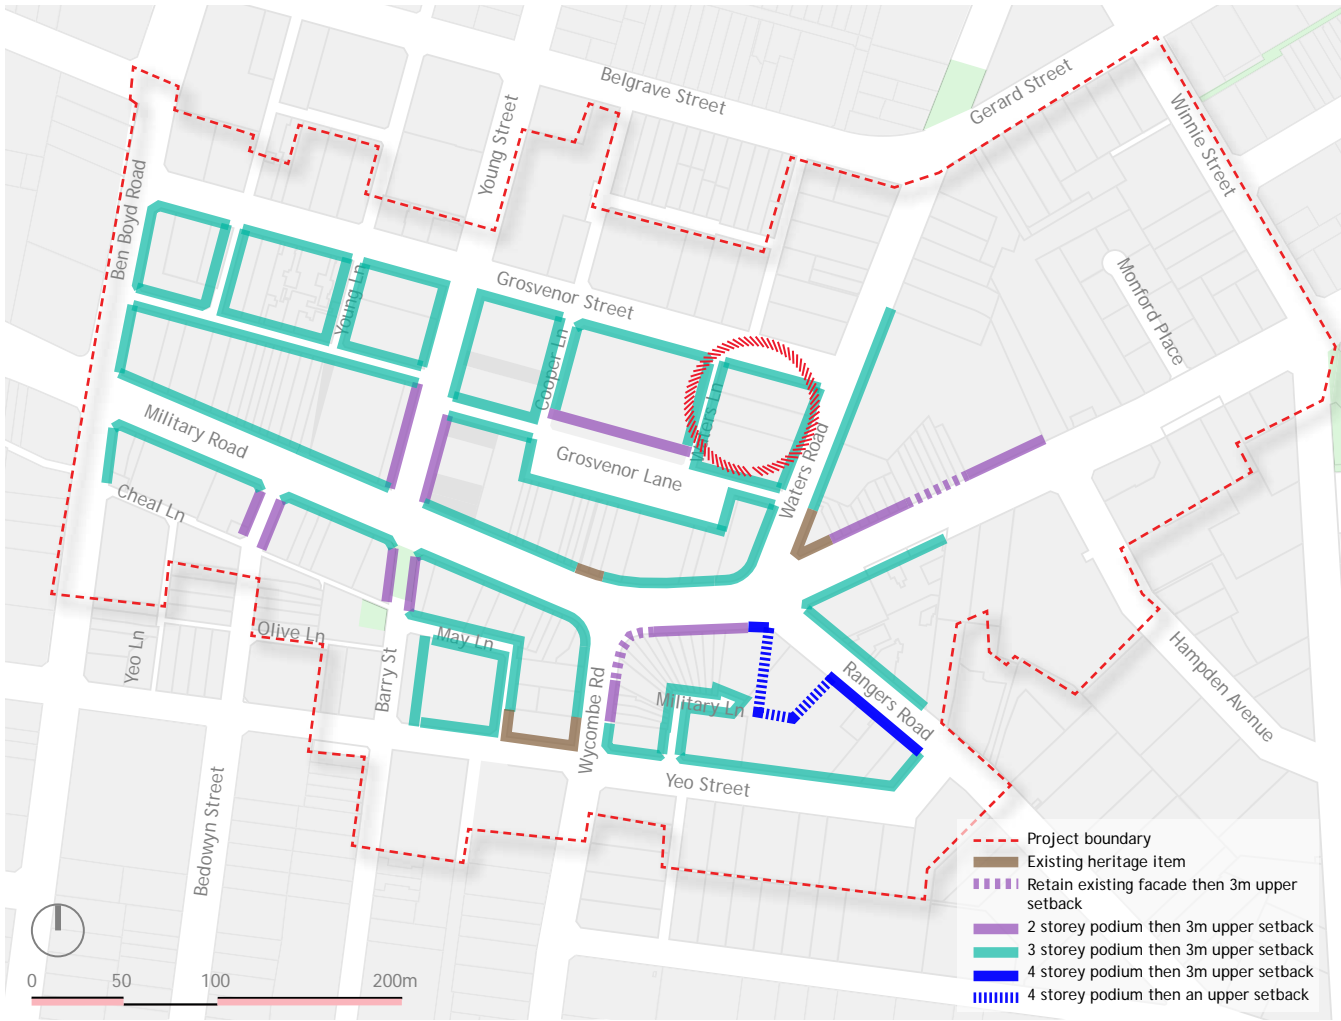 Belgrave Street
Gerard Street
Young Street
Winnie Street
Ben Boyd Road
Monford Place
Grosvenor Street
Young Ln
Cooper Ln
Waters Ln
Military Road
Grosvenor Lane
Waters Road
Cheal Ln
Olive Ln
May Ln
Yeo Ln
Barry St
Wycombe Rd
Military Ln
Rangers Road
Hampden Avenue
Yeo Street
Bedowyn Street
Project boundary
Existing heritage item
Retain existing facade then 3m upper
setback
2 storey podium then 3m upper setback
3 storey podium then 3m upper setback
4 storey podium then 3m upper setback
4 storey podium then an upper setback
0 50 100 200m